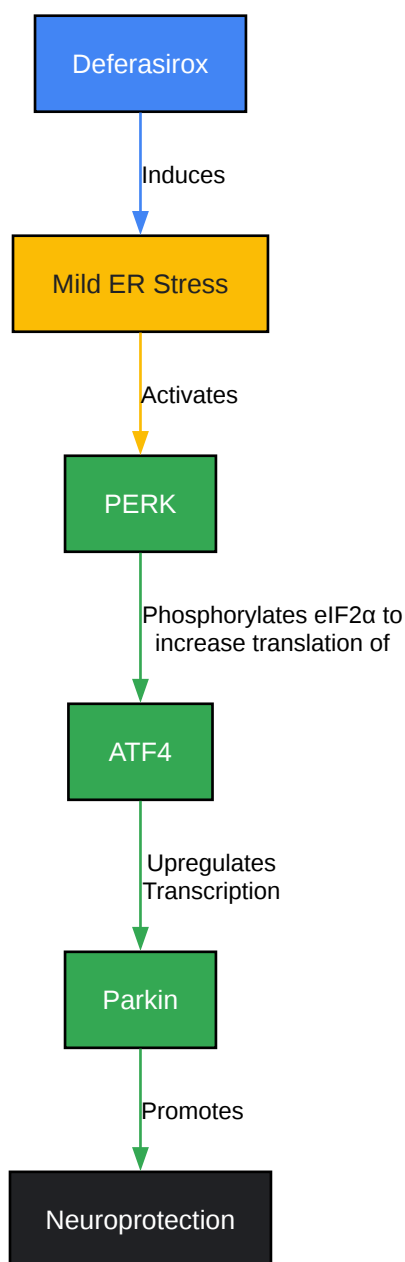 Deferasirox
Induces
Mild ER Stress
Activates
PERK
Phosphorylates eIF2α to
increase translation of
ATF4
Upregulates
Transcription
Parkin
Promotes
Neuroprotection